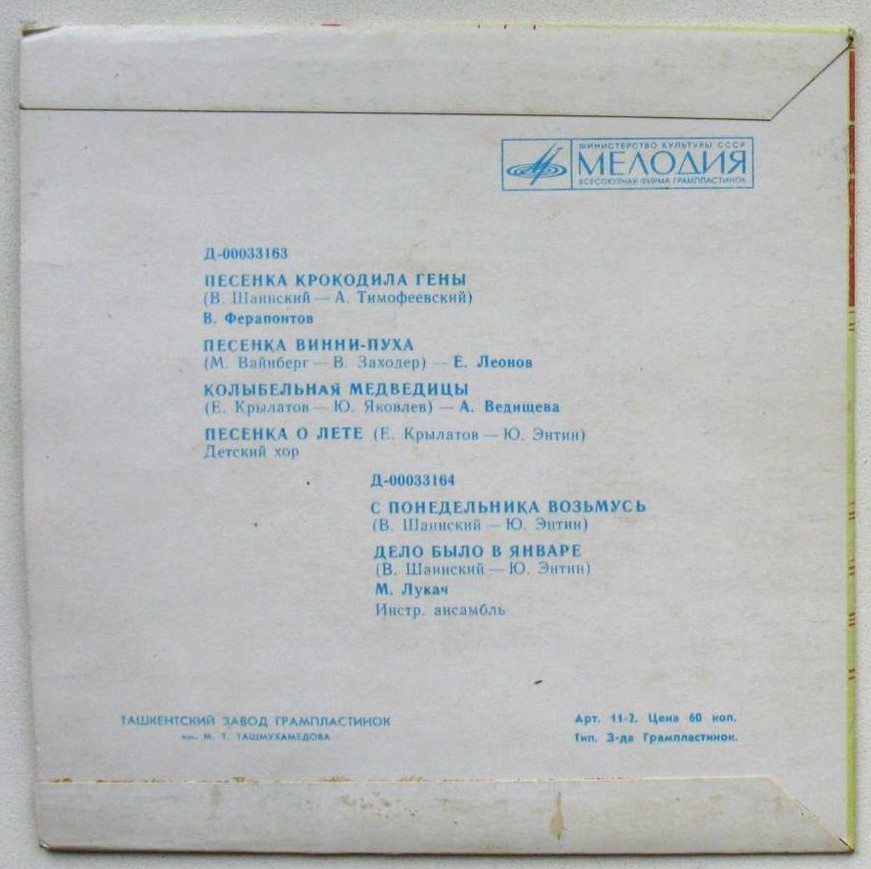 МИНИСТЕРСТВО КУЛЬТУРЫ СССР
МЕЛОДИЯ
ВСЕСОЮЗНАЯ ФИРМА ГРАМПЛАСТИНОК
Д-00033163
ПЕСЕНКА КРОКОДИЛА ГЕНЫ
(В. Шаинский — А. Тимофеевский)
В. Ферапонтов
ПЕСЕНКА ВИННИ-ПУХА
(М. Вайнберг — В. Заходер) — Е. Леонов
КОЛЫБЕЛЬНАЯ МЕДВЕДИЦЫ
(Е. Крылатов — Ю. Яковлев) — А. Ведищева
ПЕСЕНКА О ЛЕТЕ (Е. Крылатов — Ю. Энтин)
Детский хор
Д-00033164
С ПОНЕДЕЛЬНИКА ВОЗЬМУСЬ
(В. Шаинский — Ю. Энтин)
ДЕЛО БЫЛО В ЯНВАРЕ
(В. Шаинский — Ю. Энтин)
М. Лукач
Инстр. ансамбль
ТАШКЕНТСКИЙ ЗАВОД ГРАМПЛАСТИНОК
им. М. Т. ТАШМУХАМЕДОВА
Арт. 11-2. Цена 60 коп.
Тип. З-да Грампластинок.